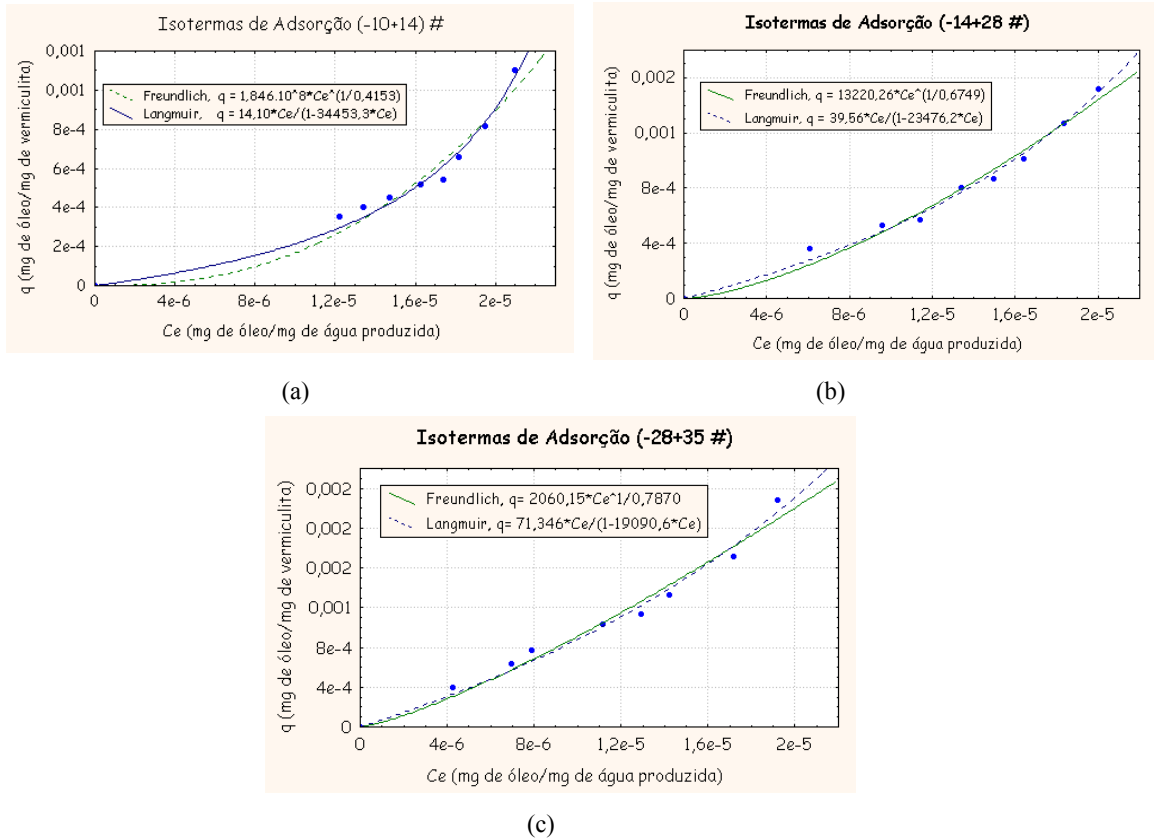 Isotermas de Adsorção (-10+14) #
q (mg de óleo/mg de vermiculita)
0,001
0,001
8e-4
6e-4
4e-4
2e-4
0
Freundlich, q = 1,846.10^8*Ce^(1/0,4153)
Langmuir, q = 14,10*Ce/(1-34453,3*Ce)
0 4e-6 8e-6 1,2e-5 1,6e-5 2e-5
Ce (mg de óleo/mg de água produzida)
(a)
Isotermas de Adsorção (-14+28 #)
q (mg de óleo/mg de vermiculita)
0,002
0,001
8e-4
4e-4
0
Freundlich, q = 13220,26*Ce^(1/0,6749)
Langmuir, q = 39,56*Ce/(1-23476,2*Ce)
0 4e-6 8e-6 1,2e-5 1,6e-5 2e-5
Ce (mg de óleo/mg de água produzida)
(b)
Isotermas de Adsorção (-28+35 #)
q (mg de óleo/mg de vermiculita)
0,002
0,002
0,002
0,001
8e-4
4e-4
0
Freundlich, q= 2060,15*Ce^1/0,7870
Langmuir, q= 71,346*Ce/(1-19090,6*Ce)
0 4e-6 8e-6 1,2e-5 1,6e-5 2e-5
Ce (mg de óleo/mg de água produzida)
(c)